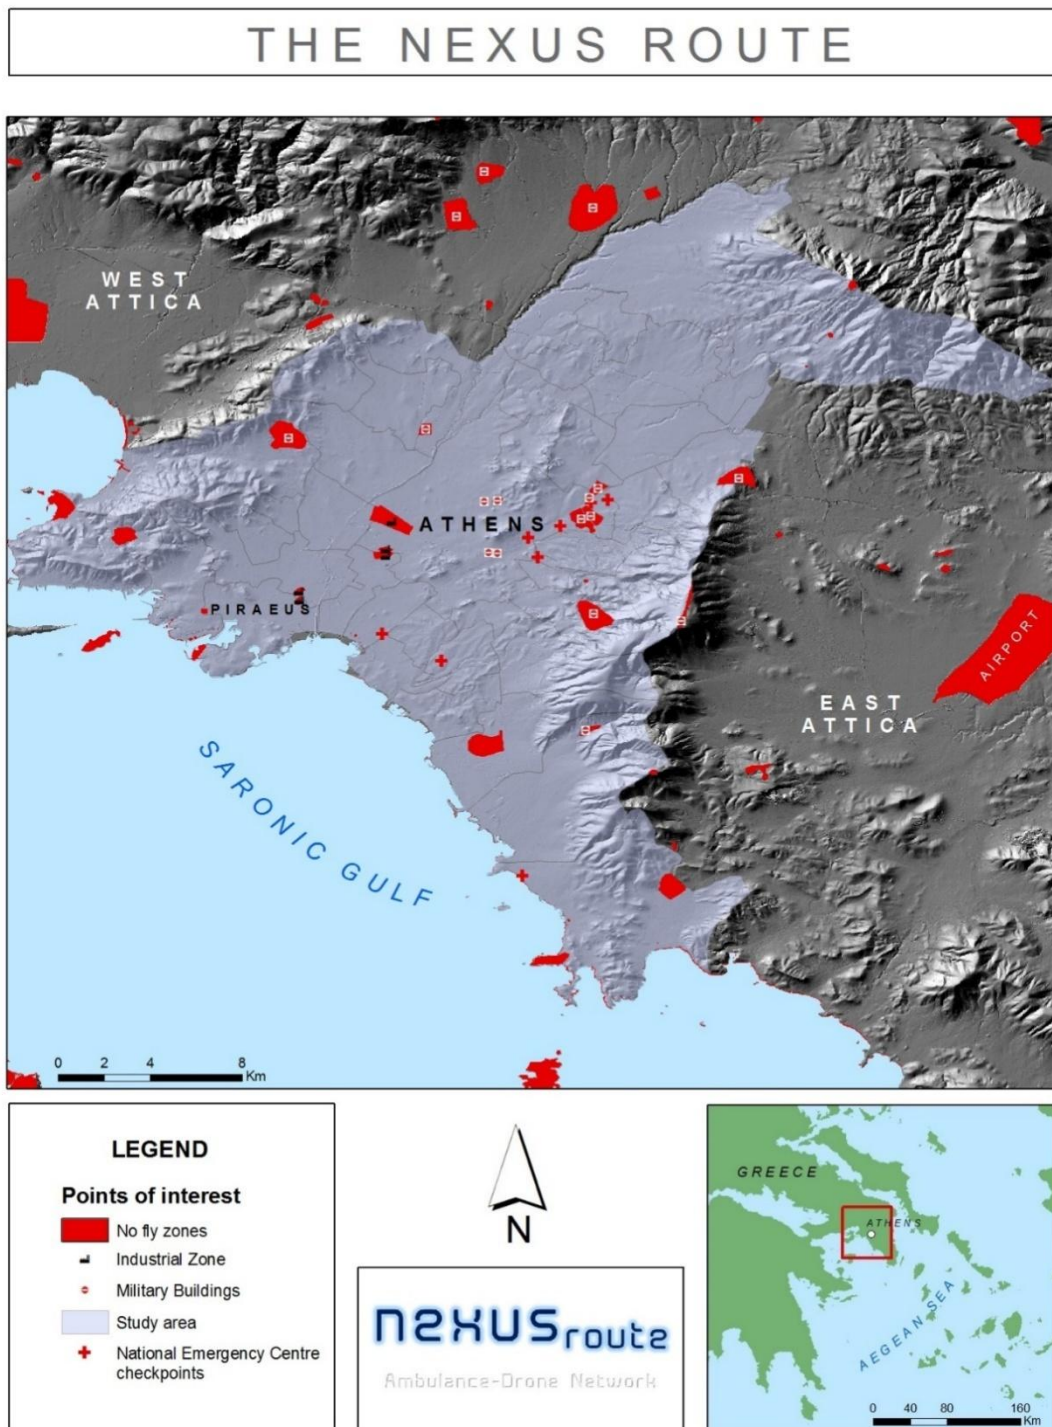 THE NEXUS ROUTE
WEST
ATTICA
ATHENS
PIRAEUS
AIRPORT
EAST
ATTICA
SARONIC GULF
0 2 4 8
Km
LEGEND
Points of interest
No fly zones
Industrial Zone
Military Buildings
Study area
National Emergency Centre
checkpoints
N
nexus route
Ambulance-Drone Network
GREECE
ATHENS
AEGEAN SEA
0 40 80 160
Km